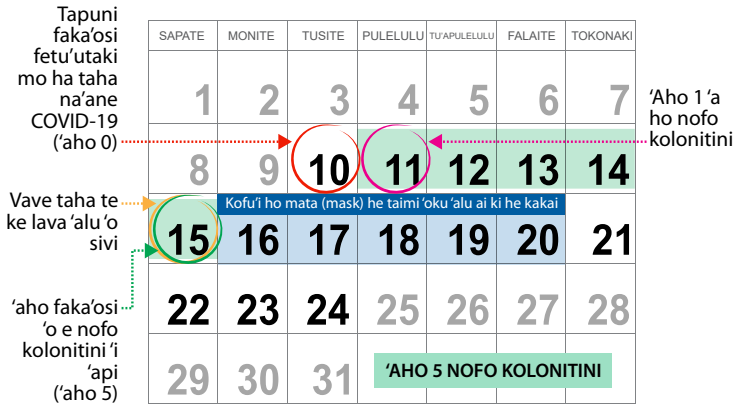 Tapuni
faka'osi
fetu'utaki
mo ha taha
na'ane
COVID-19
('aho 0)
Vave taha te
ke lava 'alu 'o
sivi
'aho faka'osi
'o e nofo
kolonitini 'i
'api
('aho 5)
SAPATE MONITE TUSITE PULELULU TU'APULELULU FALAITE TOKONAKI
1 2 3 4 5 6 7
8 9 10 11 12 13 14
Kofu'i ho mata (mask) he taimi 'oku 'alu ai ki he kakai
15 16 17 18 19 20 21
22 23 24 25 26 27 28
29 30 31
'AHO 5 NOFO KOLONITINI
'Aho 1 'a
ho nofo
kolonitini